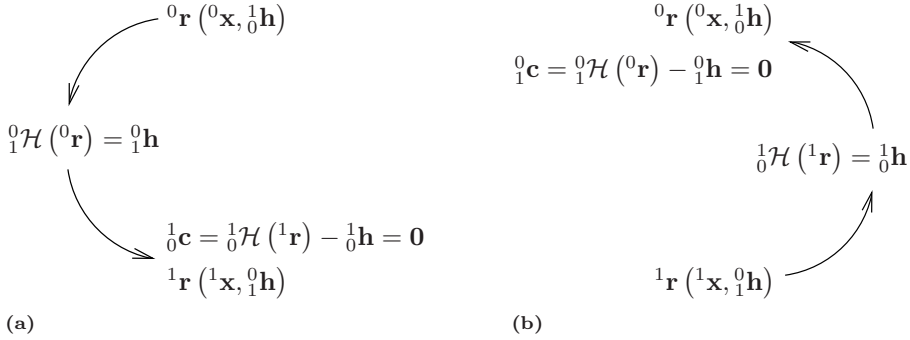 ⁰r (⁰x, ¹₀h)
⁰₁ℋ (⁰r) = ⁰₁h
¹₀c = ¹₀ℋ (¹r) − ¹₀h = 0
¹r (¹x, ⁰₁h)
(a)
⁰r (⁰x, ¹₀h)
⁰₁c = ⁰₁ℋ (⁰r) − ⁰₁h = 0
¹₀ℋ (¹r) = ¹₀h
¹r (¹x, ⁰₁h)
(b)